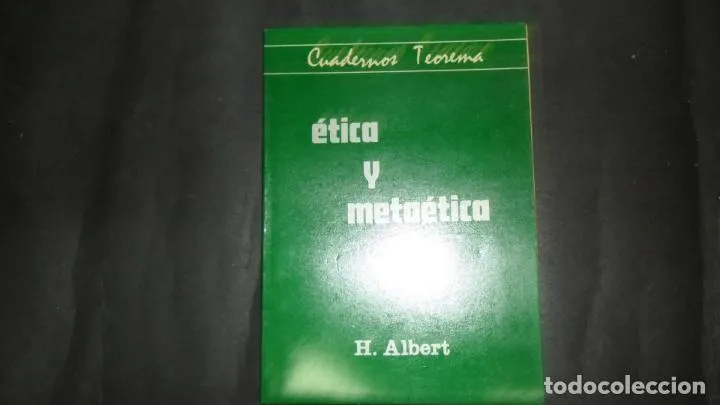 Cuadernos Teorema
ética
y
metaética
H. Albert
todocoleccion